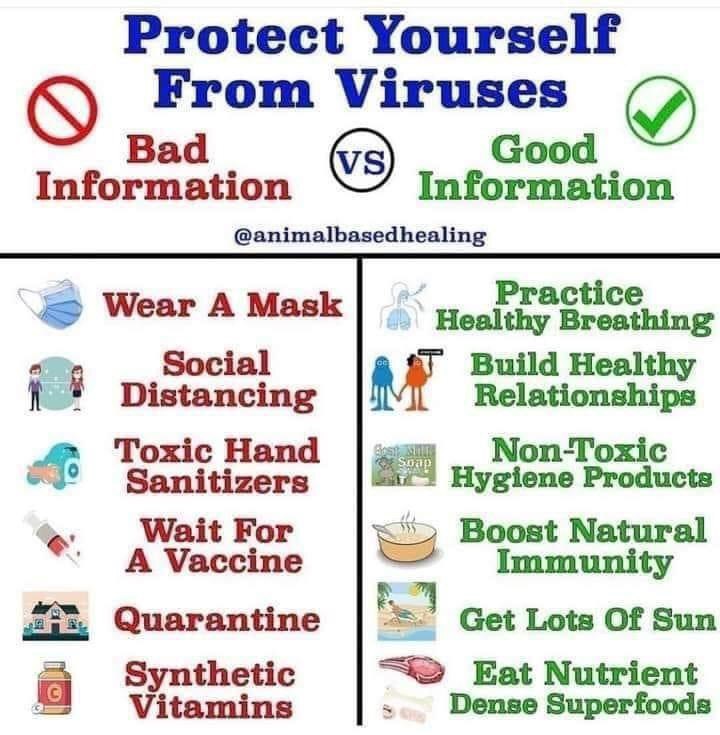 Protect Yourself
From Viruses
Bad
Information
VS
Good
Information
@animalbasedhealing
Wear A Mask
Practice
Healthy Breathing
Social
Distancing
Build Healthy
Relationships
Toxic Hand
Sanitizers
Soap
Non-Toxic
Hygiene Products
Wait For
A Vaccine
Boost Natural
Immunity
Quarantine
Get Lots Of Sun
C
C
Synthetic
Vitamins
Eat Nutrient
Dense Superfoods